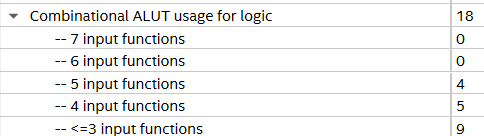 Combinational ALUT usage for logic 18
-- 7 input functions 0
-- 6 input functions 0
-- 5 input functions 4
-- 4 input functions 5
-- <=3 input functions 9